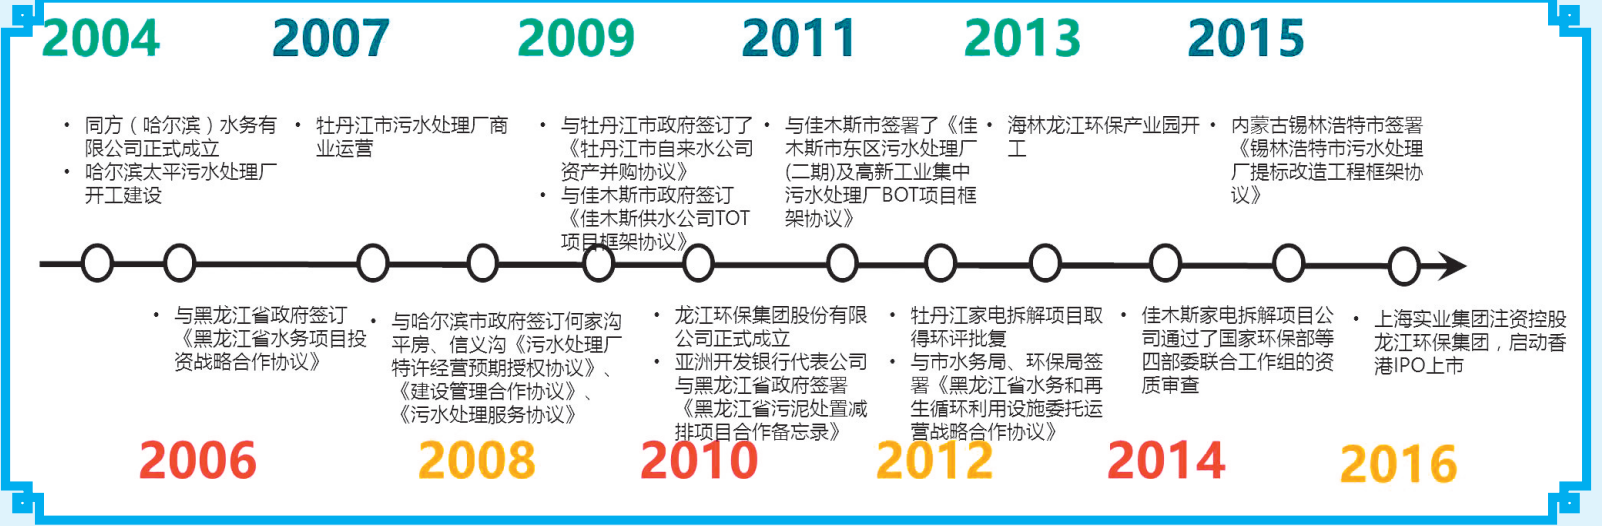 2004
2007
2009
2011
2013
2015
• 同方（哈尔滨）水务有
限公司正式成立
• 哈尔滨太平污水处理厂
开工建设
• 牡丹江市污水处理厂商
业运营
• 与牡丹江市政府签订了
《牡丹江市自来水公司
资产并购协议》
• 与佳木斯市政府签订
《佳木斯供水公司TOT
项目框架协议》
• 与佳木斯市签署了《佳
木斯市东区污水处理厂
(二期)及高新工业集中
污水处理厂BOT项目框
架协议》
• 海林龙江环保产业园开
工
• 内蒙古锡林浩特市签署
《锡林浩特市污水处理
厂提标改造工程框架协
议》
• 与黑龙江省政府签订
《黑龙江省水务项目投
资战略合作协议》
• 与哈尔滨市政府签订何家沟
平房、信义沟《污水处理厂
特许经营预期授权协议》、
《建设管理合作协议》、
《污水处理服务协议》
• 龙江环保集团股份有限
公司正式成立
• 亚洲开发银行代表公司
与黑龙江省政府签署
《黑龙江省污泥处置减
排项目合作备忘录》
• 牡丹江家电拆解项目取
得环评批复
• 与市水务局、环保局签
署《黑龙江省水务和再
生循环利用设施委托运
营战略合作协议》
• 佳木斯家电拆解项目公
司通过了国家环保部等
四部委联合工作组的资
质审查
• 上海实业集团注资控股
龙江环保集团，启动香
港IPO上市
2006
2008
2010
2012
2014
2016